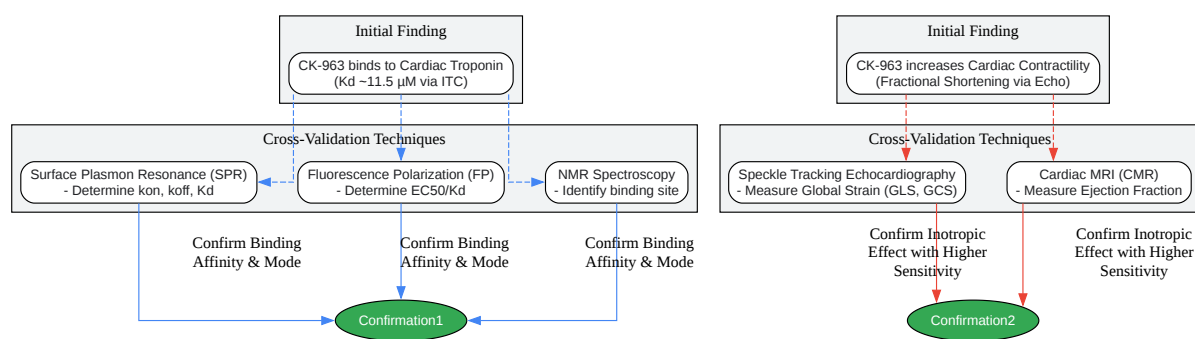 Initial Finding
CK-963 binds to Cardiac Troponin
(Kd ~11.5 µM via ITC)
Cross-Validation Techniques
Surface Plasmon Resonance (SPR)
- Determine kon, koff, Kd
Fluorescence Polarization (FP)
- Determine EC50/Kd
NMR Spectroscopy
- Identify binding site
Confirm Binding
Affinity & Mode
Confirm Binding
Affinity & Mode
Confirm Binding
Affinity & Mode
Confirmation1
Initial Finding
CK-963 increases Cardiac Contractility
(Fractional Shortening via Echo)
Cross-Validation Techniques
Speckle Tracking Echocardiography
- Measure Global Strain (GLS, GCS)
Cardiac MRI (CMR)
- Measure Ejection Fraction
Confirm Inotropic
Effect with Higher
Sensitivity
Confirm Inotropic
Effect with Higher
Sensitivity
Confirmation2